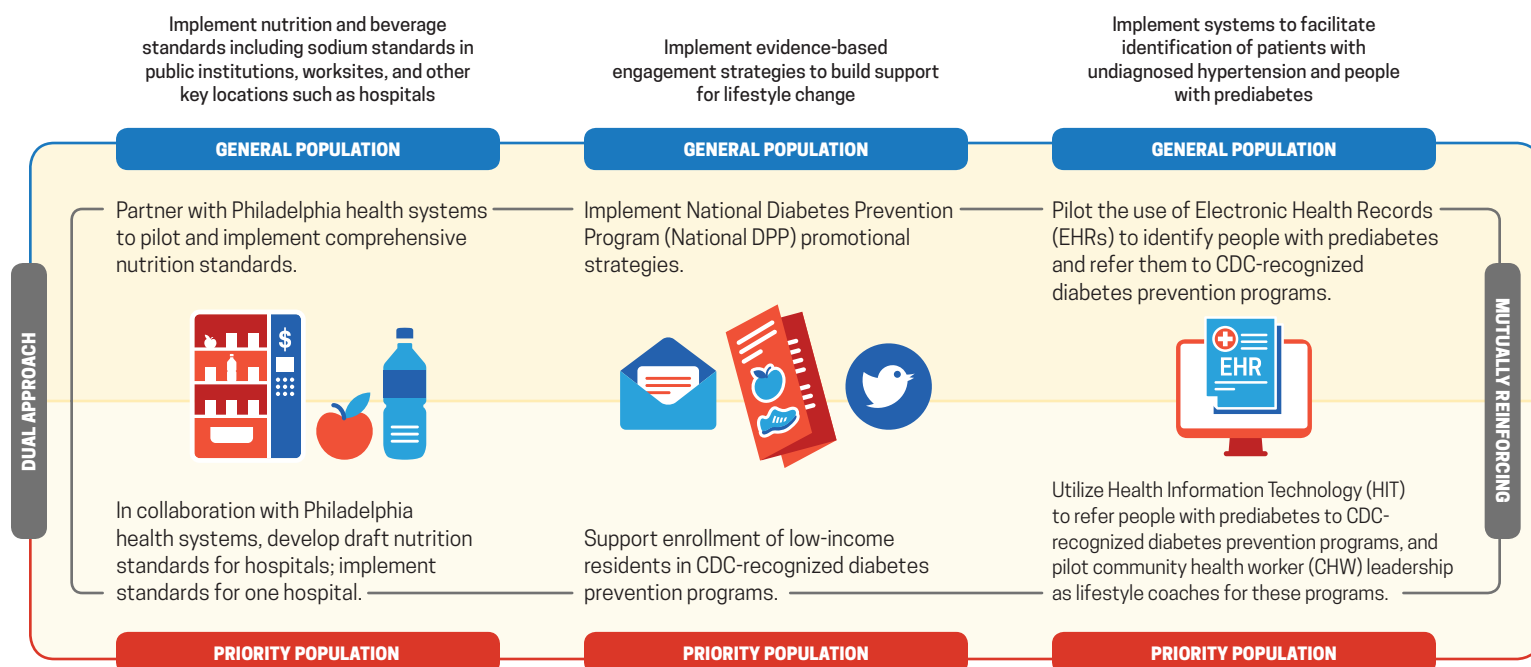 Implement nutrition and beverage
standards including sodium standards in
public institutions, worksites, and other
key locations such as hospitals
Implement evidence-based
engagement strategies to build support
for lifestyle change
Implement systems to facilitate
identification of patients with
undiagnosed hypertension and people
with prediabetes
GENERAL POPULATION
GENERAL POPULATION
GENERAL POPULATION
DUAL APPROACH
Partner with Philadelphia health systems
to pilot and implement comprehensive
nutrition standards.
Implement National Diabetes Prevention
Program (National DPP) promotional
strategies.
Pilot the use of Electronic Health Records
(EHRs) to identify people with prediabetes
and refer them to CDC-recognized
diabetes prevention programs.
MUTUALLY REINFORCING
$
EHR
In collaboration with Philadelphia
health systems, develop draft nutrition
standards for hospitals; implement
standards for one hospital.
Support enrollment of low-income
residents in CDC-recognized diabetes
prevention programs.
Utilize Health Information Technology (HIT)
to refer people with prediabetes to CDC-
recognized diabetes prevention programs, and
pilot community health worker (CHW) leadership
as lifestyle coaches for these programs.
PRIORITY POPULATION
PRIORITY POPULATION
PRIORITY POPULATION